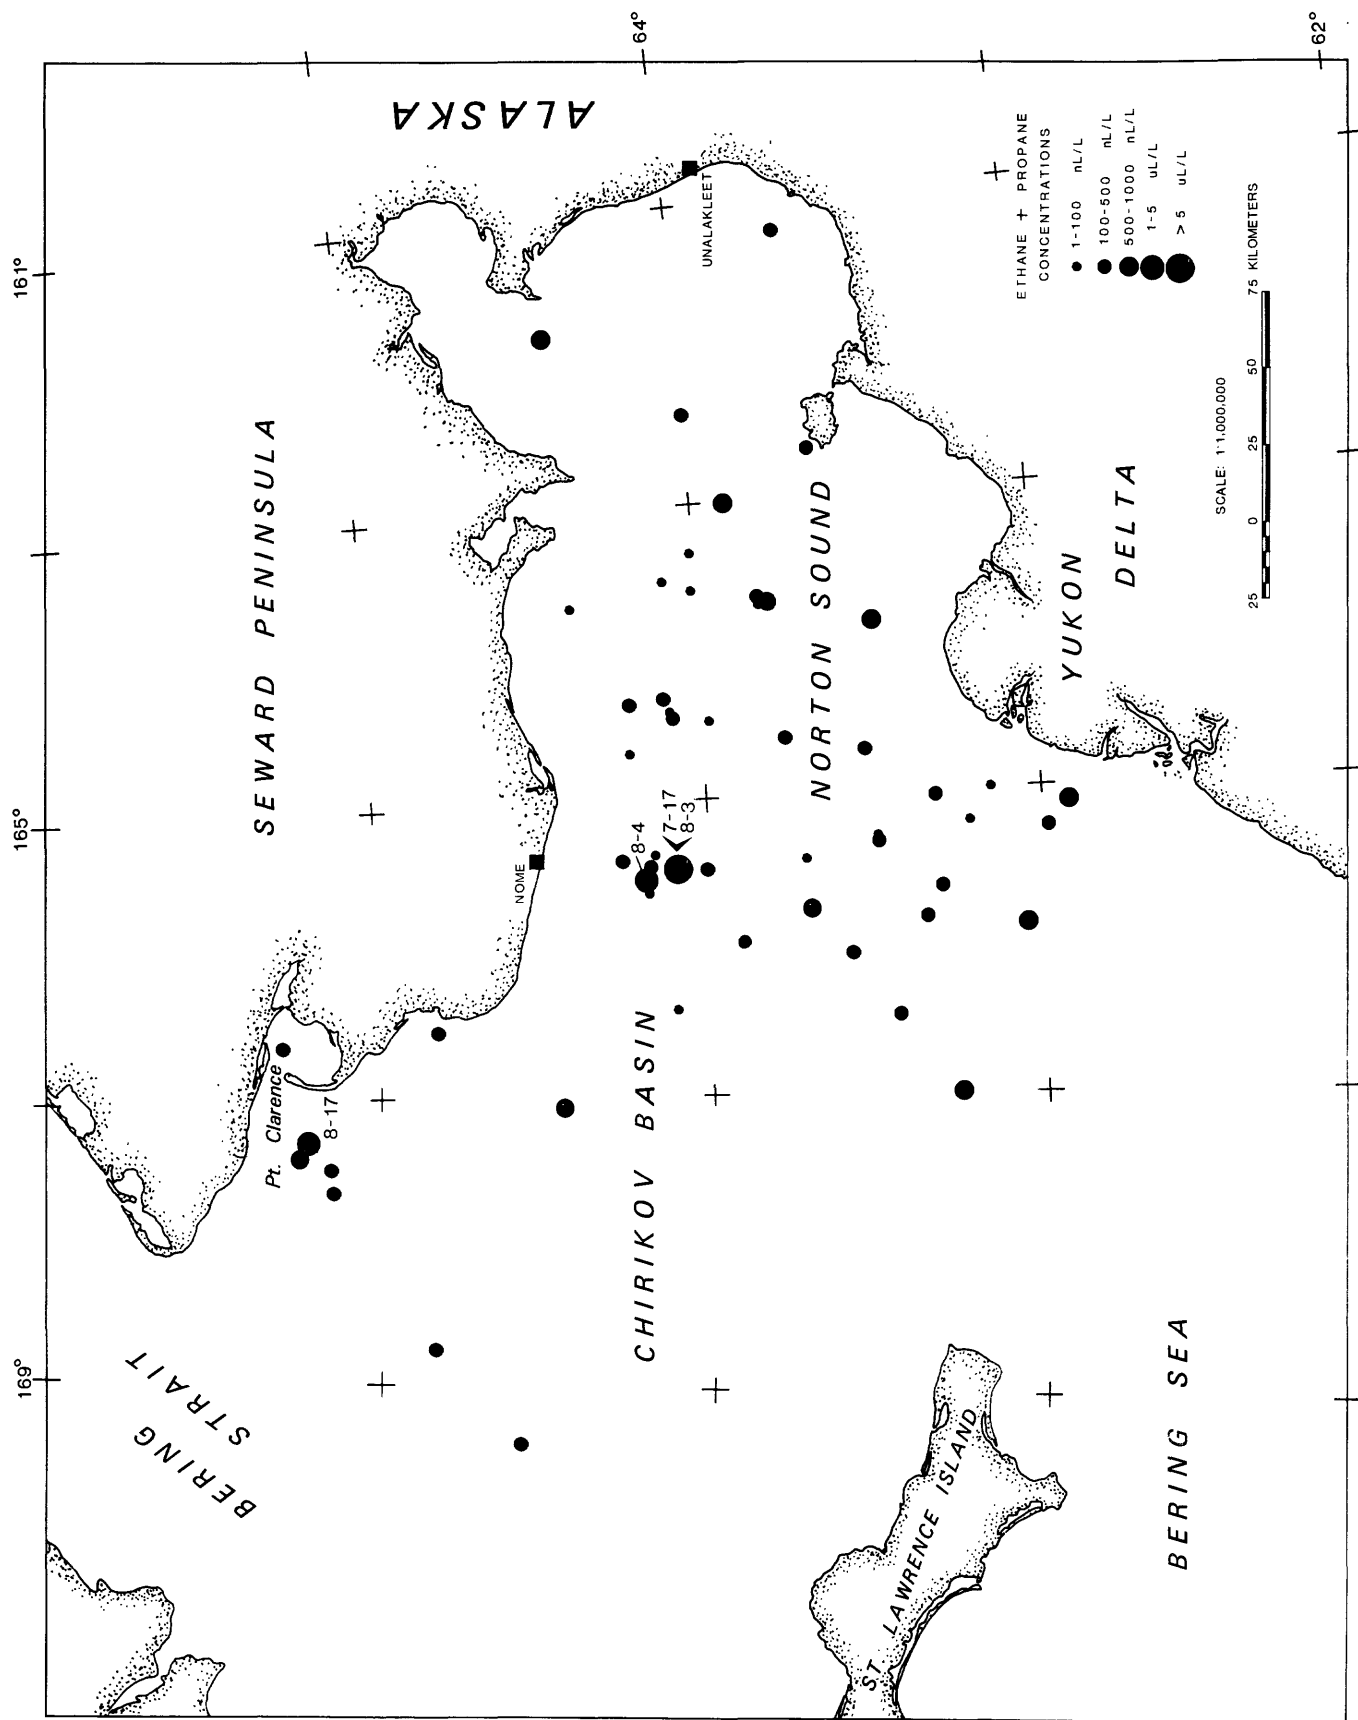 169°
165°
161°
64°
62°
BERING
STRAIT
SEWARD PENINSULA
ALASKA
Pt. Clarence
8-17
NOME
8-4
7-17
8-3
UNALAKLEET
CHIRIKOV BASIN
NORTON SOUND
YUKON
DELTA
ST. LAWRENCE ISLAND
BERING SEA
ETHANE + PROPANE
CONCENTRATIONS
1-100 nL/L
100-500 nL/L
500-1000 nL/L
1-5 uL/L
>5 uL/L
SCALE: 1:1,000,000
25 0 25 50 75 KILOMETERS